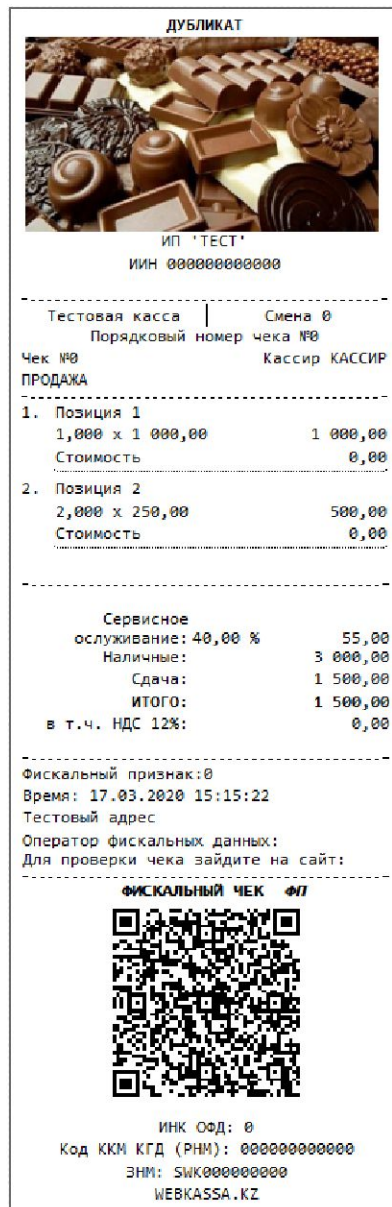 ДУБЛИКАТ
ИП 'ТЕСТ'
ИИН 000000000000
Тестовая касса | Смена 0
Порядковый номер чека №0
Чек №0 Кассир КАССИР
ПРОДАЖА
1. Позиция 1
1,000 x 1 000,00 1 000,00
Стоимость 0,00
2. Позиция 2
2,000 x 250,00 500,00
Стоимость 0,00
Сервисное
ослуживание: 40,00 % 55,00
Наличные: 3 000,00
Сдача: 1 500,00
ИТОГО: 1 500,00
в т.ч. НДС 12%: 0,00
Фискальный признак:0
Время: 17.03.2020 15:15:22
Тестовый адрес
Оператор фискальных данных:
Для проверки чека зайдите на сайт:
ФИСКАЛЬНЫЙ ЧЕК ФП
ИНК ОФД: 0
Код ККМ КГД (РНМ): 000000000000
ЗНМ: SWK000000000
WEBKASSA.KZ